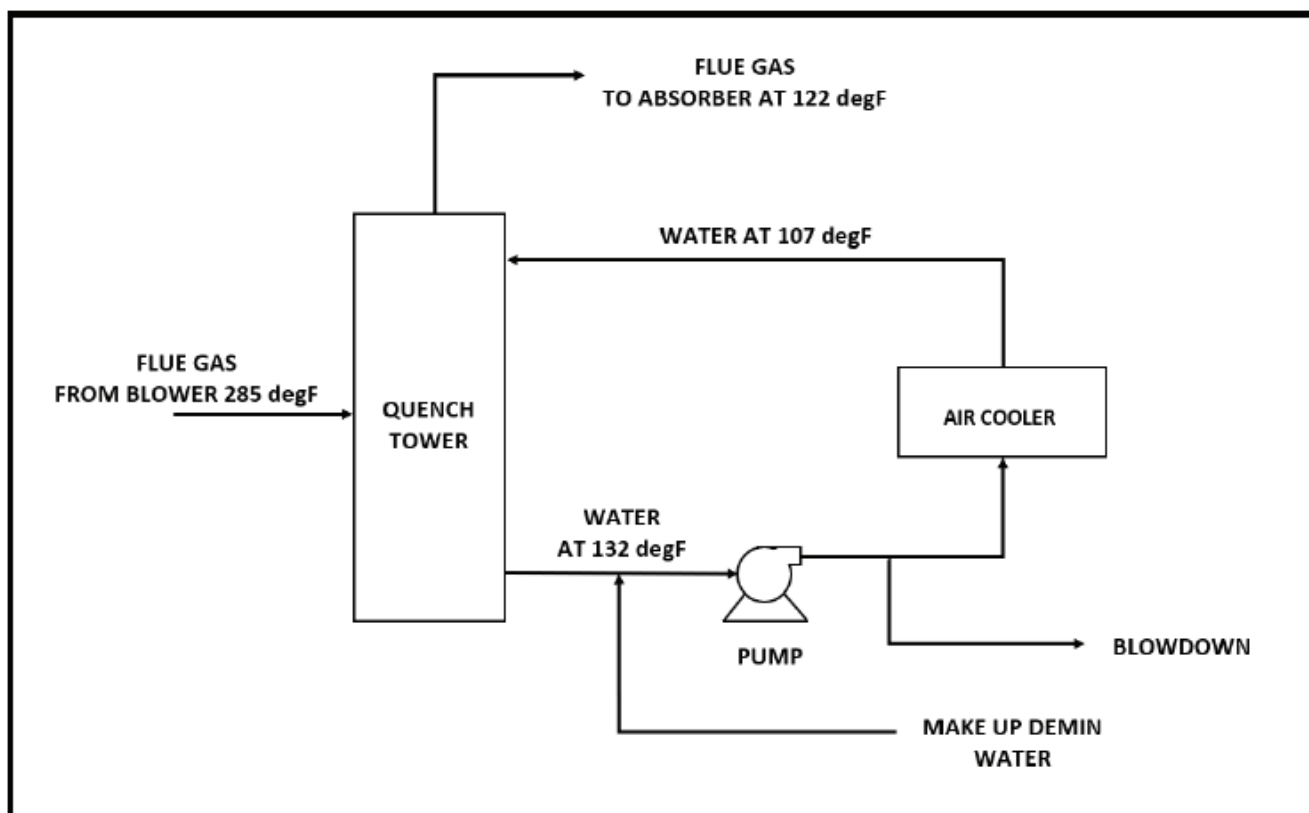 FLUE GAS
TO ABSORBER AT 122 degF
WATER AT 107 degF
FLUE GAS
FROM BLOWER 285 degF
QUENCH
TOWER
AIR COOLER
WATER
AT 132 degF
PUMP
BLOWDOWN
MAKE UP DEMIN
WATER